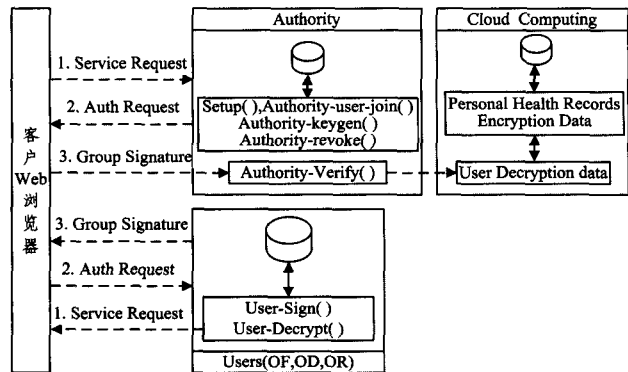 Authority
Cloud Computing
1. Service Request
2. Auth Request
3. Group Signature
Setup( ),Authority-user-join( )
Authority-keygen( )
Authority-revoke( )
Authority-Verify( )
Personal Health Records
Encryption Data
User Decryption data
客户
Web
浏览器
3. Group Signature
2. Auth Request
1. Service Request
User-Sign( )
User-Decrypt( )
Users(OF,OD,OR)